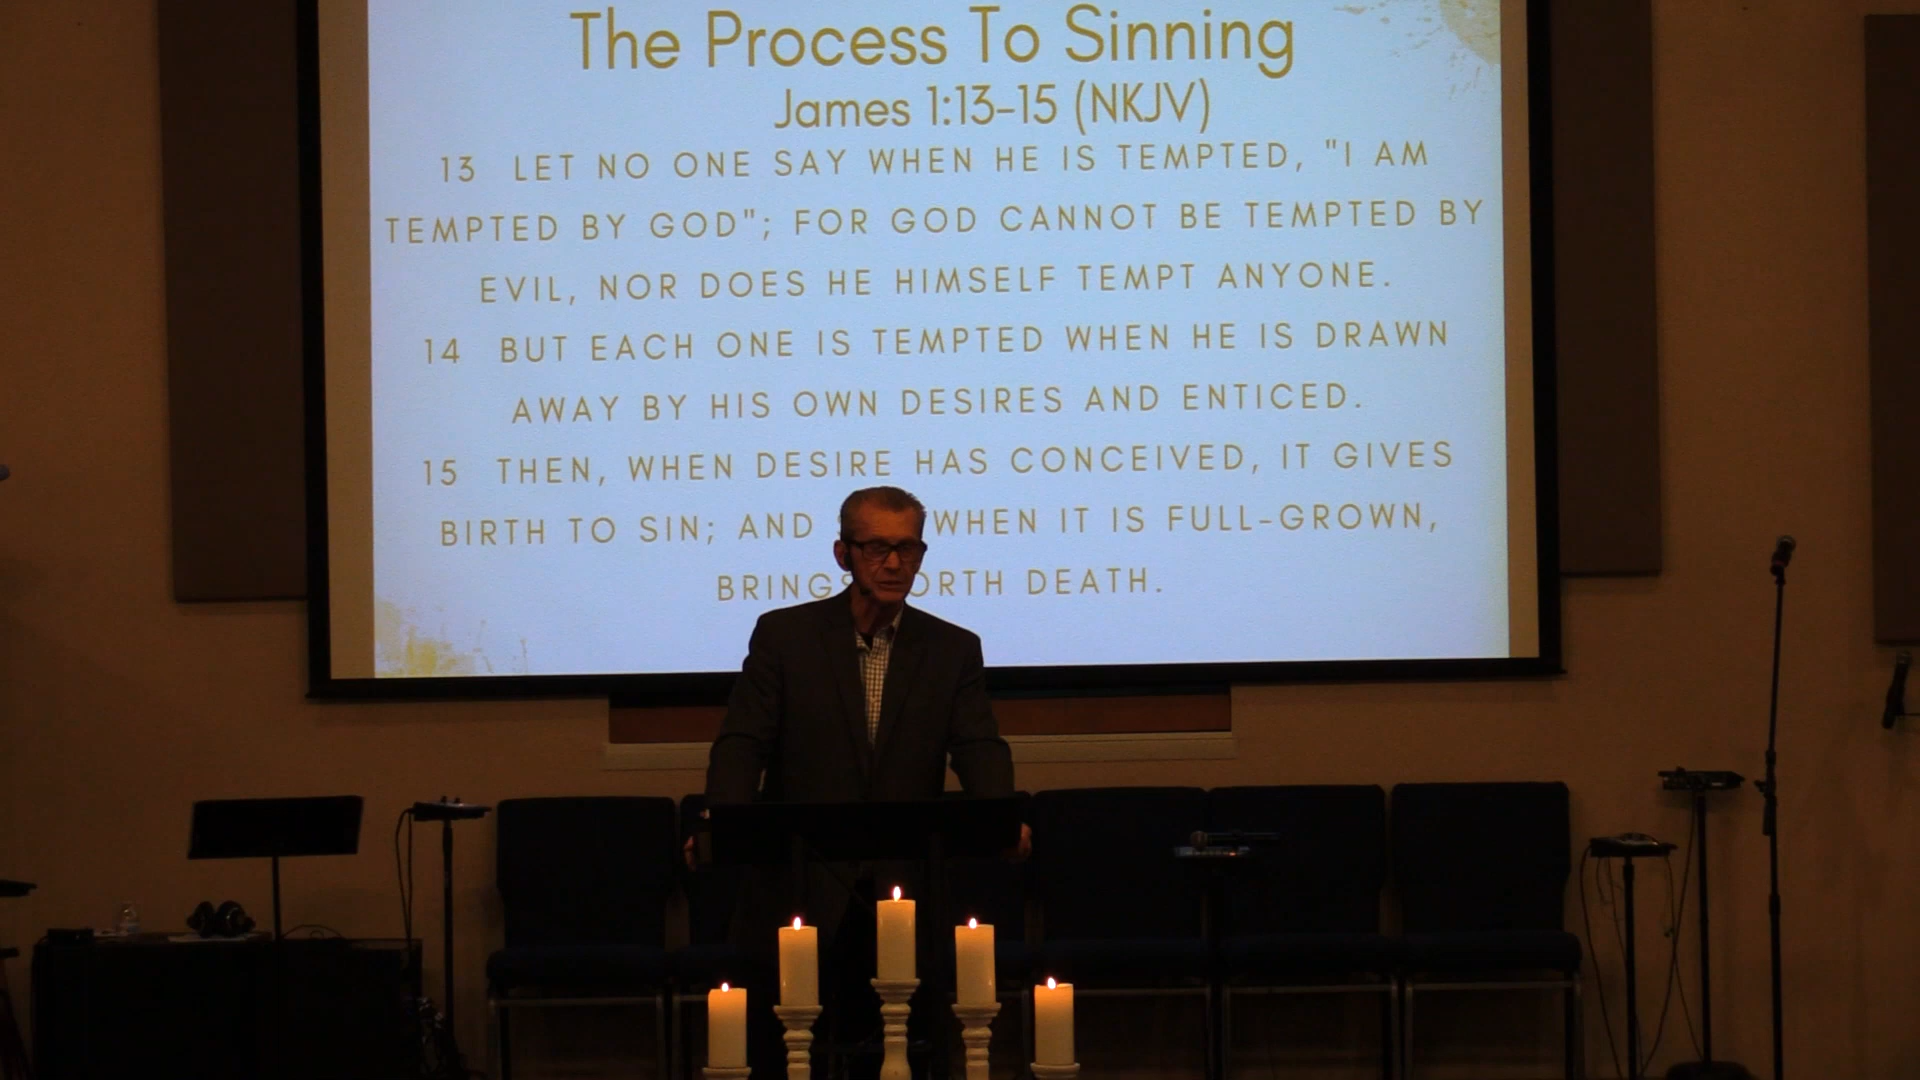 The Process To Sinning
James 1:13-15 (NKJV)
13 LET NO ONE SAY WHEN HE IS TEMPTED, "I AM
TEMPTED BY GOD"; FOR GOD CANNOT BE TEMPTED BY
EVIL, NOR DOES HE HIMSELF TEMPT ANYONE.
14 BUT EACH ONE IS TEMPTED WHEN HE IS DRAWN
AWAY BY HIS OWN DESIRES AND ENTICED.
15 THEN, WHEN DESIRE HAS CONCEIVED, IT GIVES
BIRTH TO SIN; AND WHEN IT IS FULL-GROWN,
BRINGS FORTH DEATH.